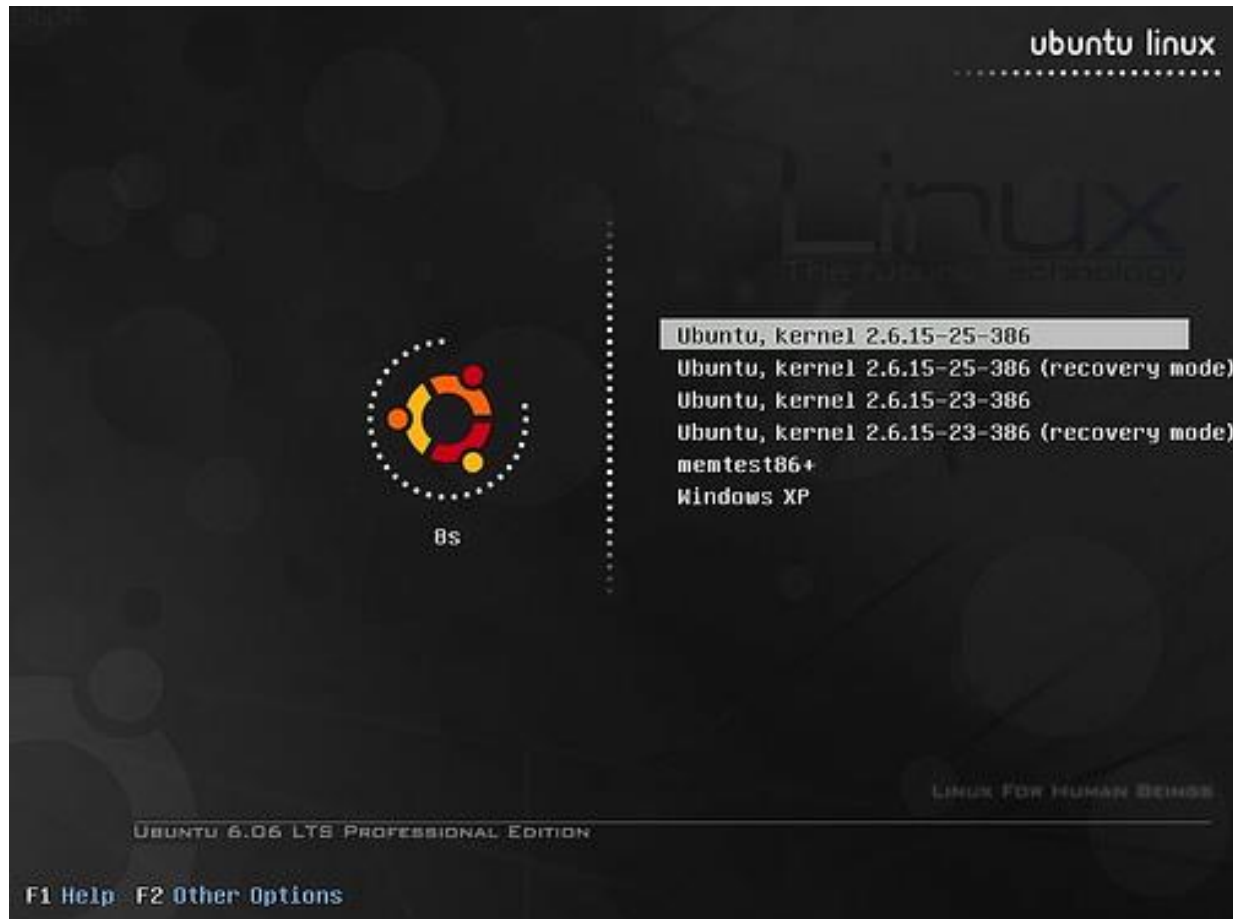 ubuntu linux
Linux
Ubuntu, kernel 2.6.15-25-386
Ubuntu, kernel 2.6.15-25-386 (recovery mode)
Ubuntu, kernel 2.6.15-23-386
Ubuntu, kernel 2.6.15-23-386 (recovery mode)
memtest86+
Windows XP
8s
LINUX FOR HUMAN BEINGS
UBUNTU 6.06 LTS PROFESSIONAL EDITION
F1 Help F2 Other Options